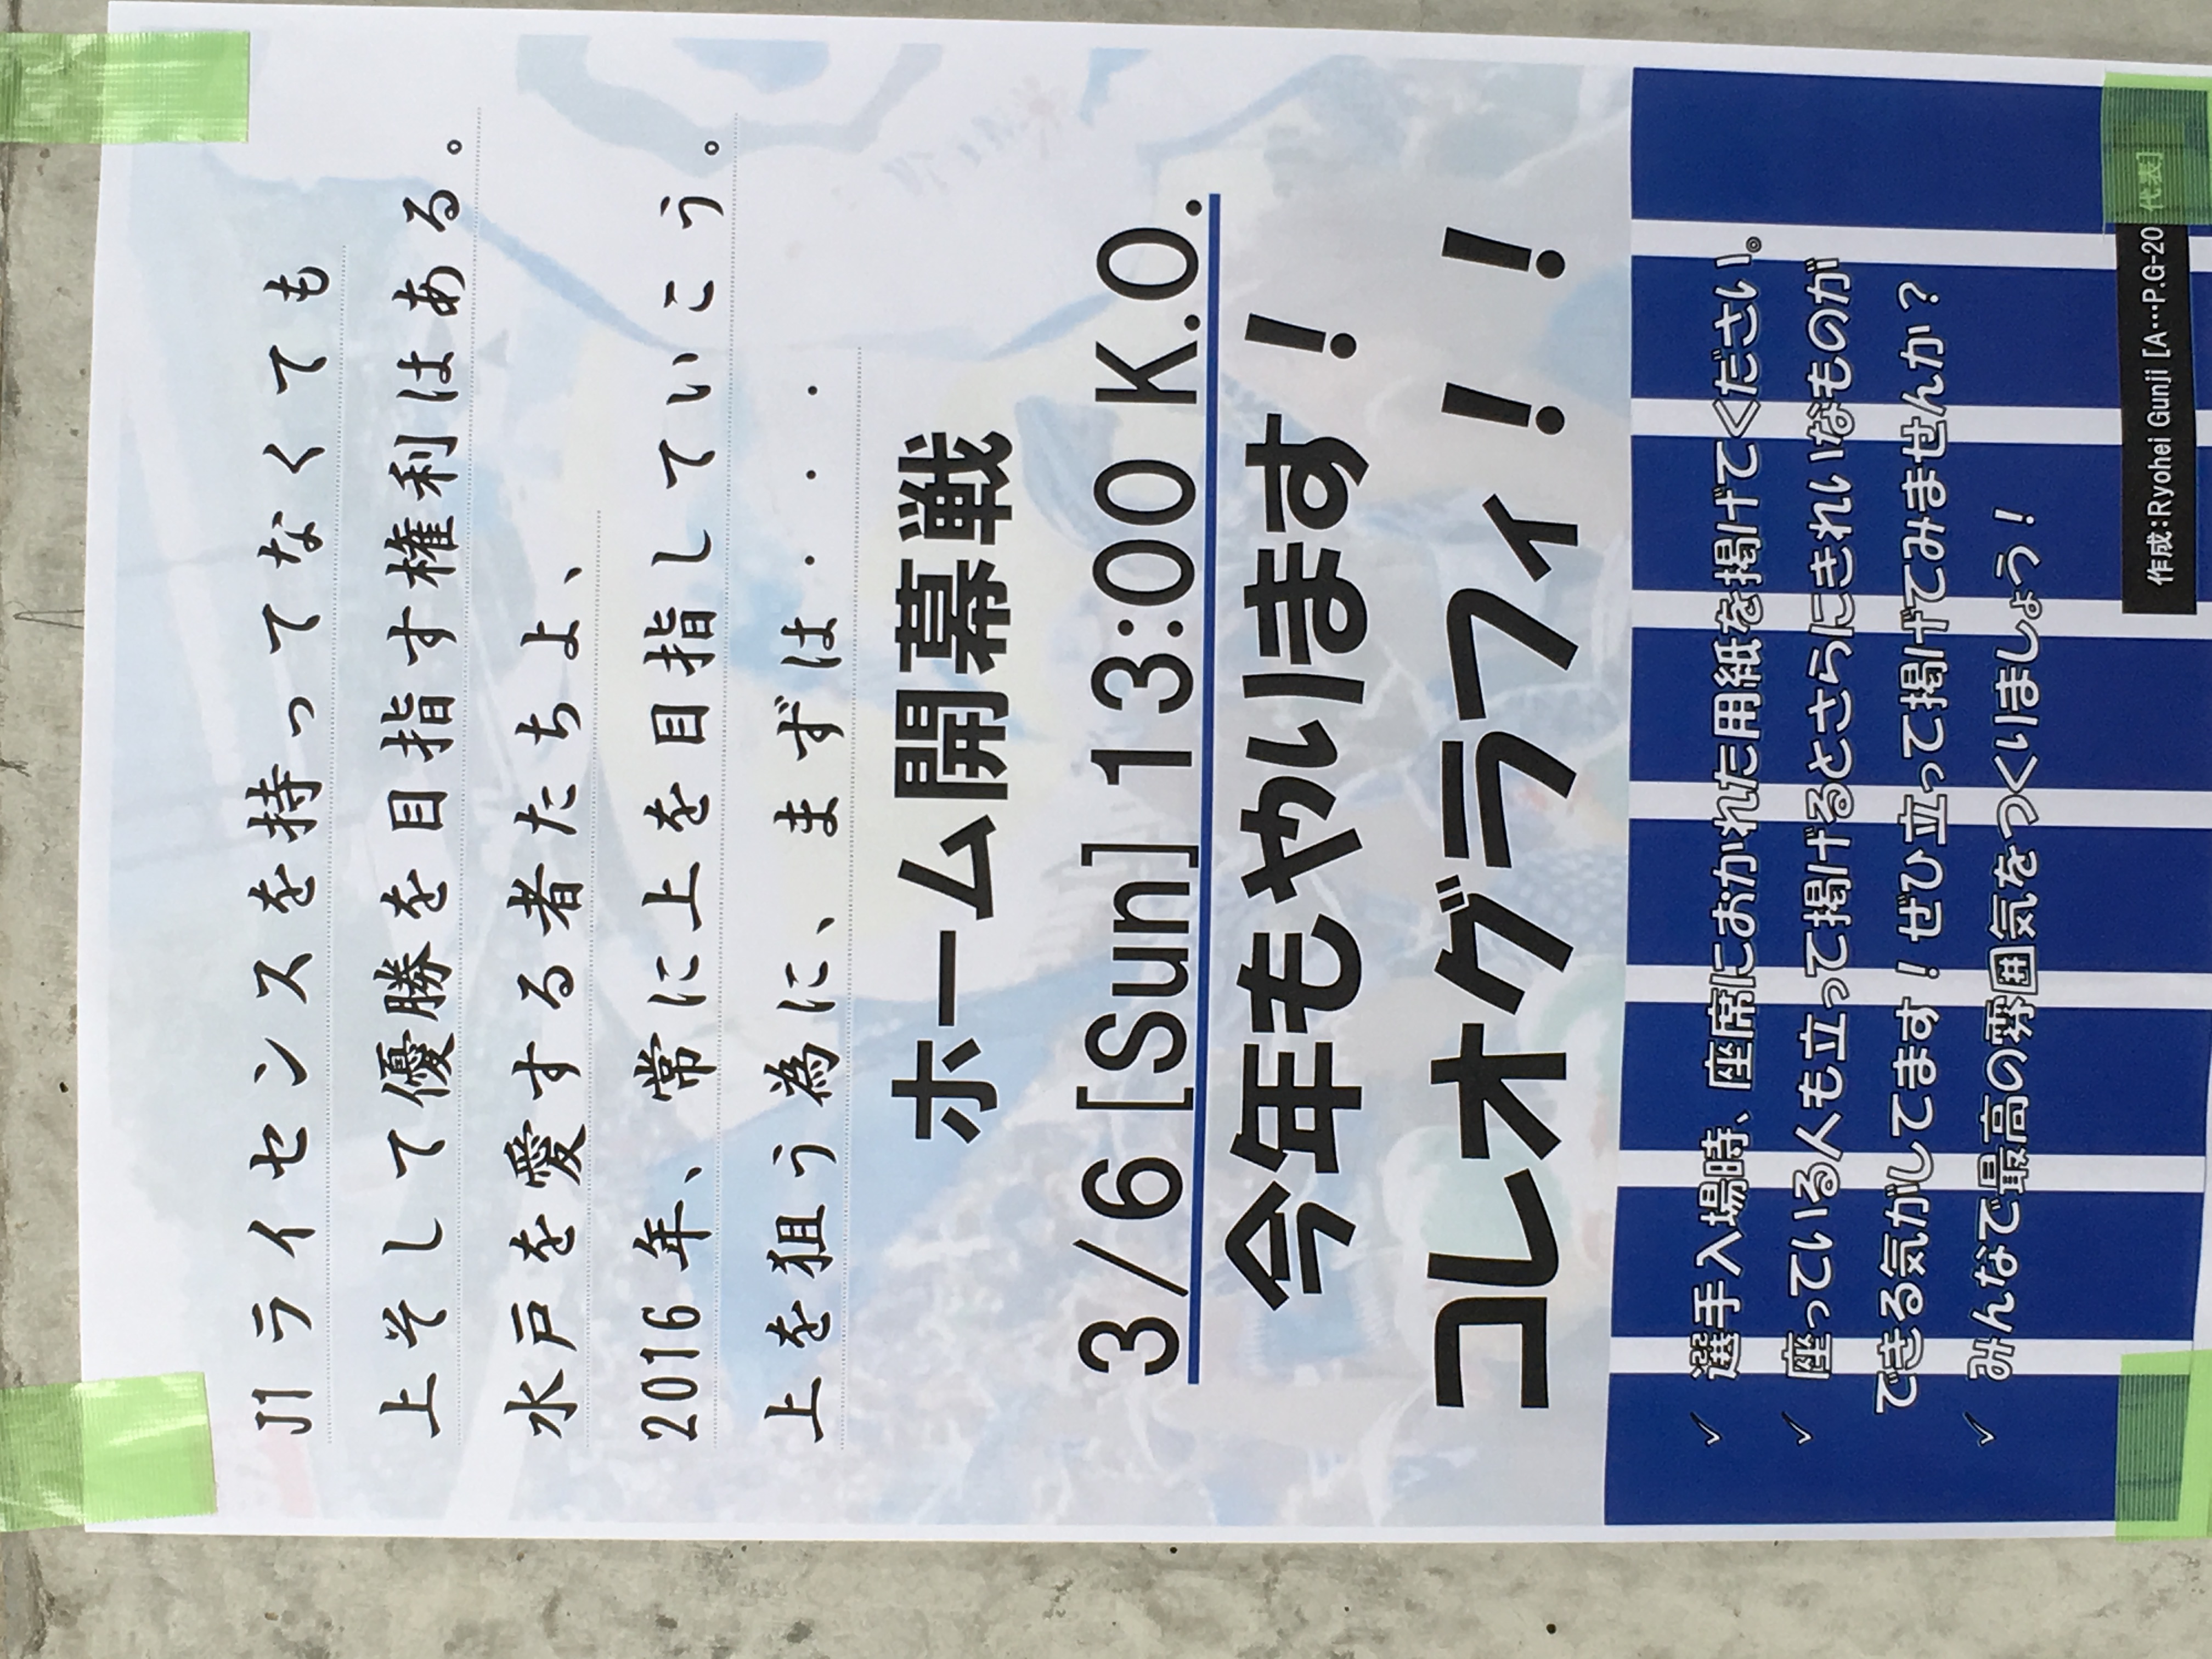 J1ライセンスを持ってなくても
上そして優勝を目指す権利はある。
水戸を愛する者たちよ、
2016年、常に上を目指していこう。
上を狙う為に、まずは・・・
ホーム開幕戦
3/6[Sun]13:00 K.O.
今年もやります！
コレオグラフィ！！
✓ 選手入場時、座席におかれた用紙を掲げてください。
✓ 座っている人も立って掲げるとさらにきれいなものが
できる気がしてます！ぜひ立って掲げてみませんか？
✓ みんなで最高の雰囲気をつくりましょう！
作成:Ryohei Gunji [A…P.G-20 代表]